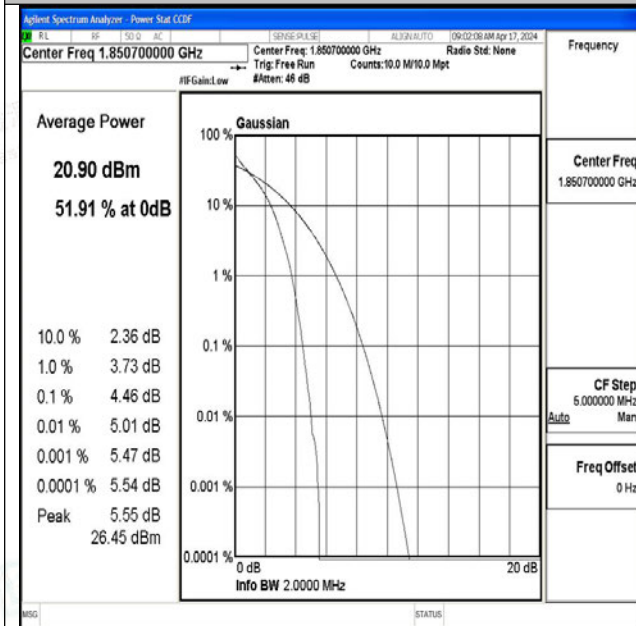 Agilent Spectrum Analyzer - Power Stat CCDF
RL RF 50 Ω AC SENSE:PULSE ALIGNAUTO 09:02:08 AM Apr 17, 2024
Center Freq 1.850700000 GHz
Center Freq: 1.850700000 GHz
Radio Std: None
Trig: Free Run
Counts:10.0 M/10.0 Mpt
#IFGain:Low
#Atten: 46 dB
Average Power
20.90 dBm
51.91 % at 0dB
10.0 % 2.36 dB
1.0 % 3.73 dB
0.1 % 4.46 dB
0.01 % 5.01 dB
0.001 % 5.47 dB
0.0001 % 5.54 dB
Peak 5.55 dB
26.45 dBm
Gaussian
100 %
10 %
1 %
0.1 %
0.01 %
0.001 %
0.0001 %
0 dB
20 dB
Info BW 2.0000 MHz
Frequency
Center Freq
1.850700000 GHz
CF Step
5.000000 MHz
Auto Man
Freq Offset
0 Hz
MSG
STATUS